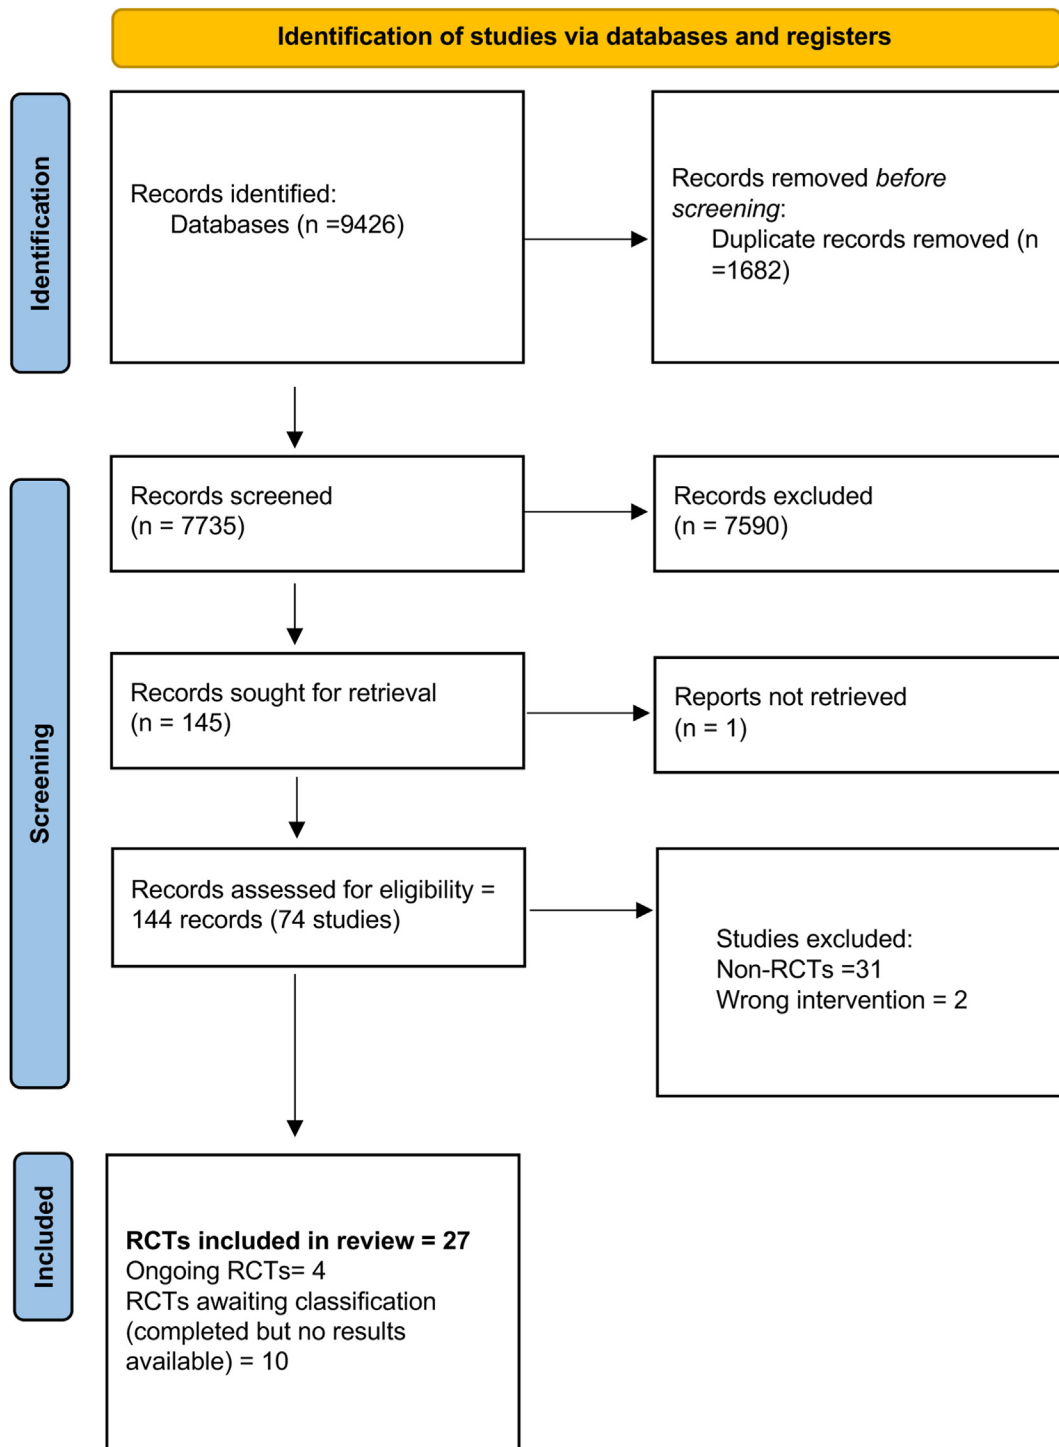 Identification of studies via databases and registers
Identification
Records identified:
Databases (n =9426)
Records removed before
screening:
Duplicate records removed (n
=1682)
Screening
Records screened
(n = 7735)
Records excluded
(n = 7590)
Records sought for retrieval
(n = 145)
Reports not retrieved
(n = 1)
Records assessed for eligibility =
144 records (74 studies)
Studies excluded:
Non-RCTs =31
Wrong intervention = 2
Included
RCTs included in review = 27
Ongoing RCTs= 4
RCTs awaiting classification
(completed but no results
available) = 10